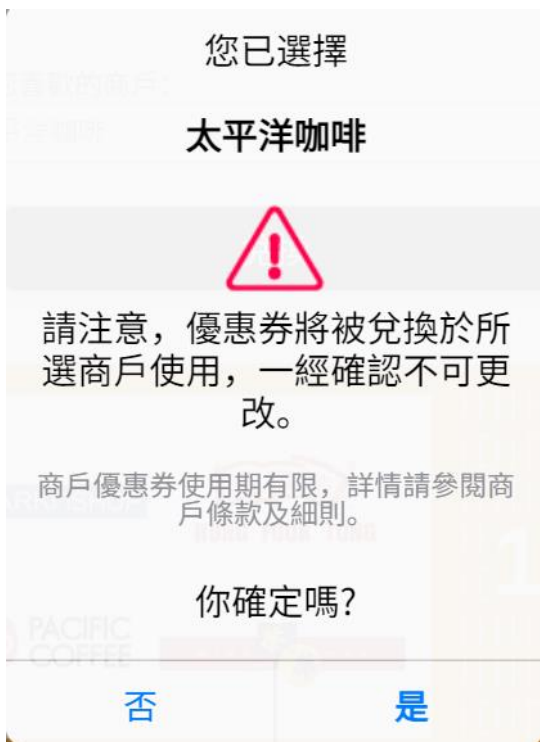 您已選擇
太平洋咖啡
請注意，優惠券將被兌換於所
選商戶使用，一經確認不可更
改。
商戶優惠券使用期有限，詳情請參閱商
戶條款及細則。
你確定嗎?
PACIFIC
COFFEE
否
是